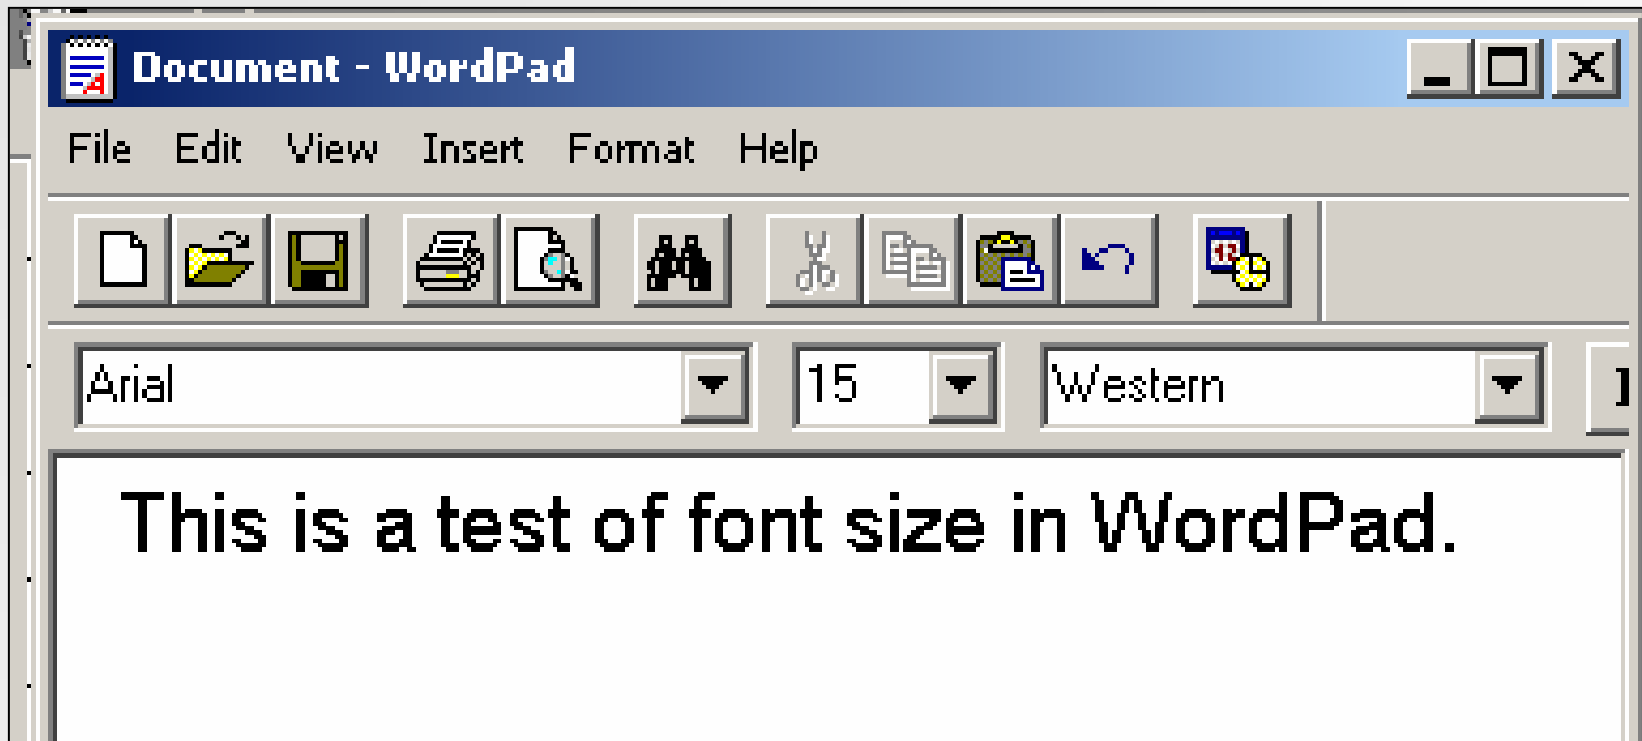 Document - WordPad
File Edit View Insert Format Help
12
Arial 15 Western
This is a test of font size in WordPad.